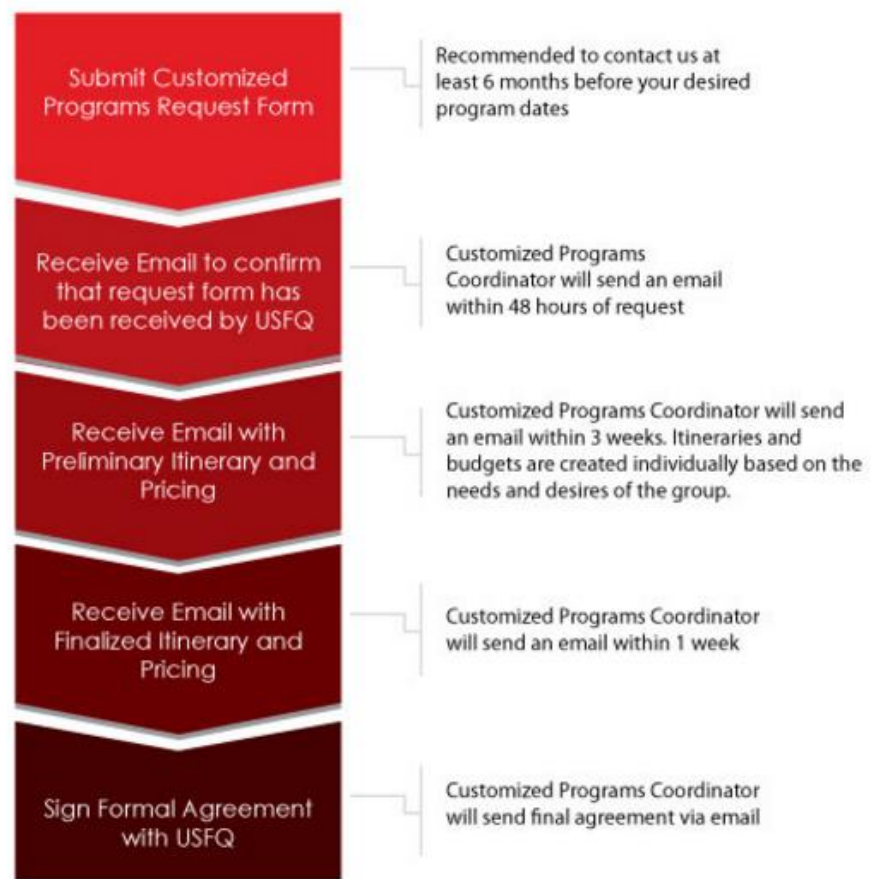 Submit Customized
Programs Request Form
Recommended to contact us at
least 6 months before your desired
program dates
Receive Email to confirm
that request form has
been received by USFQ
Customized Programs
Coordinator will send an email
within 48 hours of request
Receive Email with
Preliminary Itinerary and
Pricing
Customized Programs Coordinator will send
an email within 3 weeks. Itineraries and
budgets are created individually based on the
needs and desires of the group.
Receive Email with
Finalized Itinerary and
Pricing
Customized Programs Coordinator
will send an email within 1 week
Sign Formal Agreement
with USFQ
Customized Programs Coordinator
will send final agreement via email